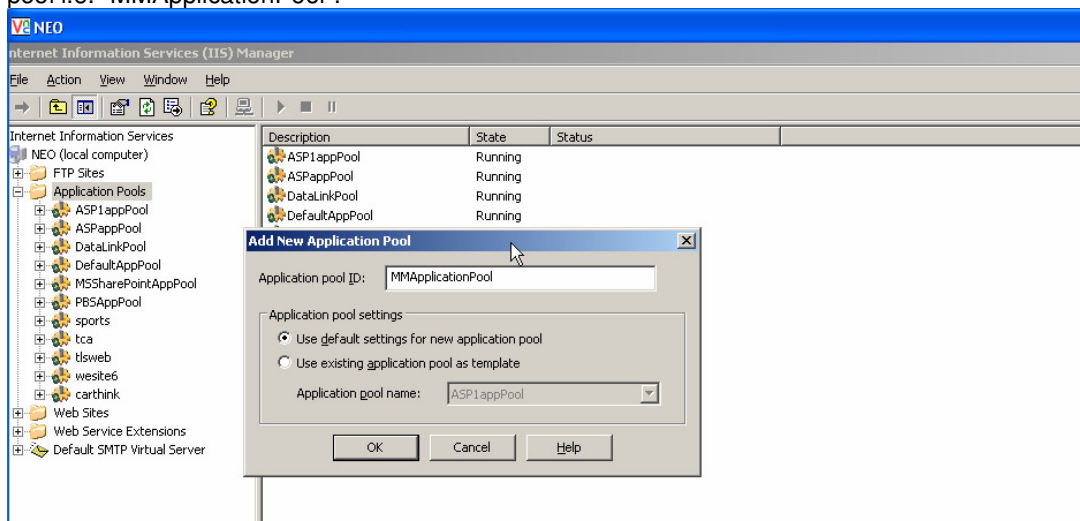 NEO
nternet Information Services (IIS) Manager
File Action View Window Help
Internet Information Services
NEO (local computer)
FTP Sites
Application Pools
ASP1appPool
ASPappPool
DataLinkPool
DefaultAppPool
MSSharePointAppPool
PBSAppPool
sports
tca
tlsweb
wesite6
carthink
Web Sites
Web Service Extensions
Default SMTP Virtual Server
Description State Status
ASP1appPool Running
ASPappPool Running
DataLinkPool Running
DefaultAppPool Running
Add New Application Pool
Application pool ID: MMApplicationPool
Application pool settings
Use default settings for new application pool
Use existing application pool as template
Application pool name: ASP1appPool
OK Cancel Help